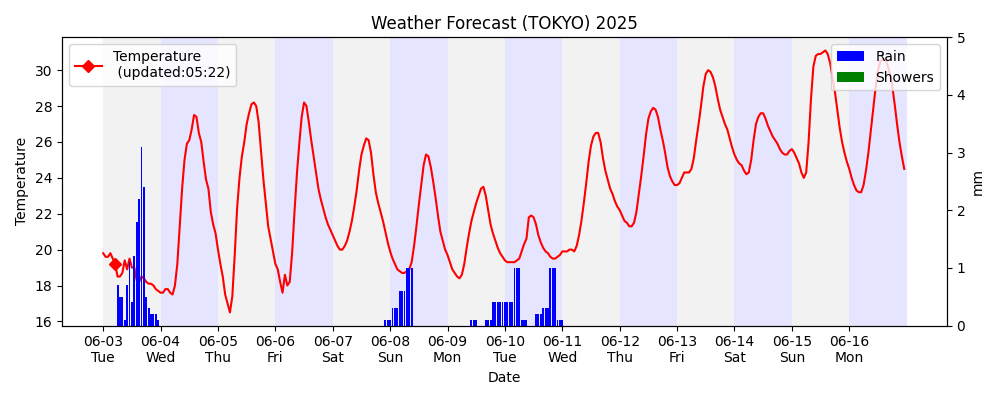 Weather Forecast (TOKYO) 2025
Temperature
(updated:05:22)
Rain
Showers
Temperature
30
28
26
24
22
20
18
16
5
4
3
2
1
0
mm
06-03 06-04 06-05 06-06 06-07 06-08 06-09 06-10 06-11 06-12 06-13 06-14 06-15 06-16
Tue Wed Thu Fri Sat Sun Mon Tue Wed Thu Fri Sat Sun Mon
Date